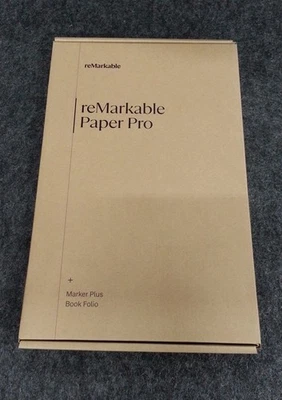 reMarkable
reMarkable
Paper Pro
+
Marker Plus
Book Folio